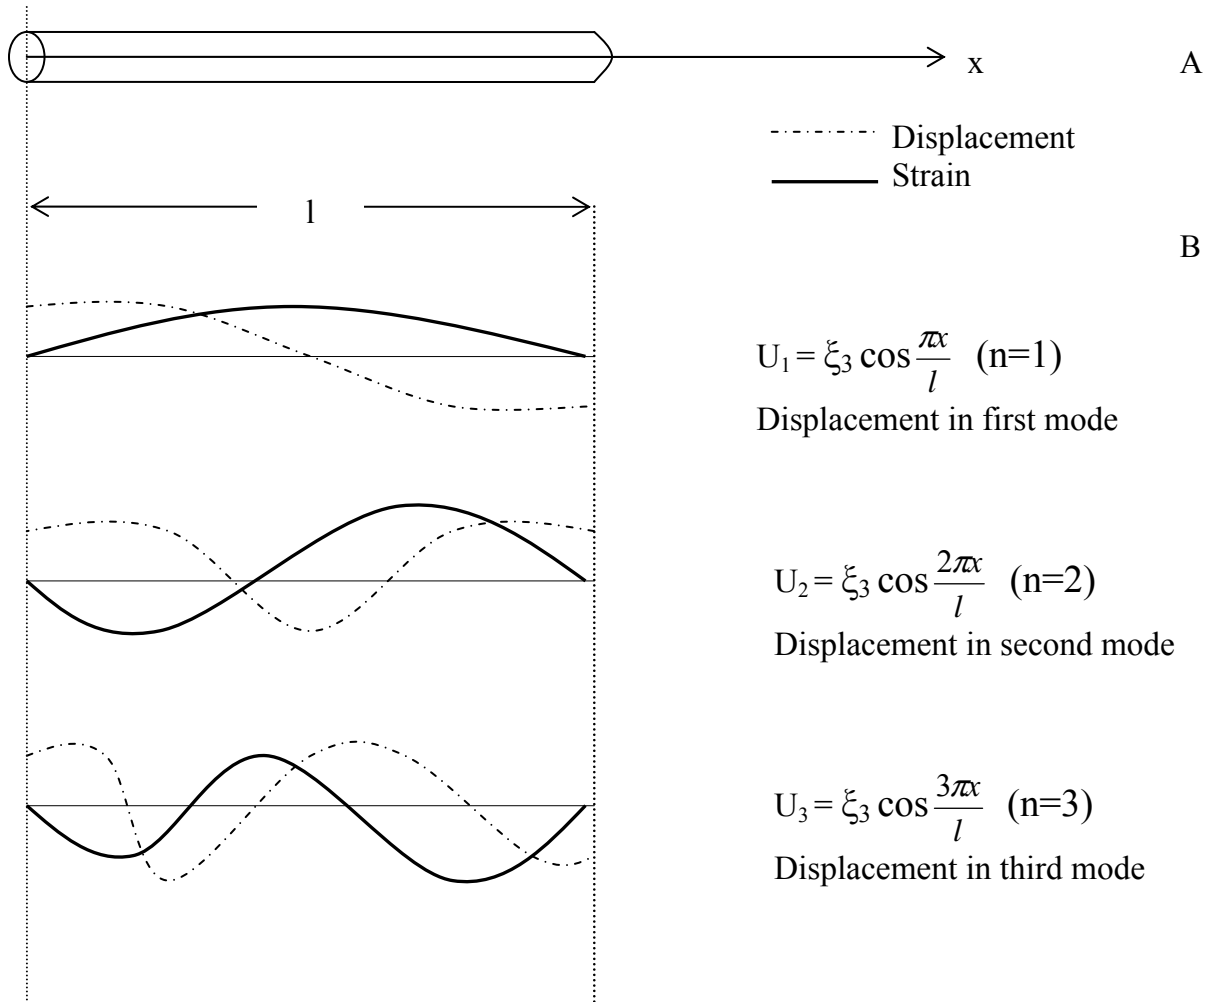 x
A
Displacement
Strain
l
B
U₁ = ξ₃ cos πx/l (n=1)
Displacement in first mode
U₂ = ξ₃ cos 2πx/l (n=2)
Displacement in second mode
U₃ = ξ₃ cos 3πx/l (n=3)
Displacement in third mode